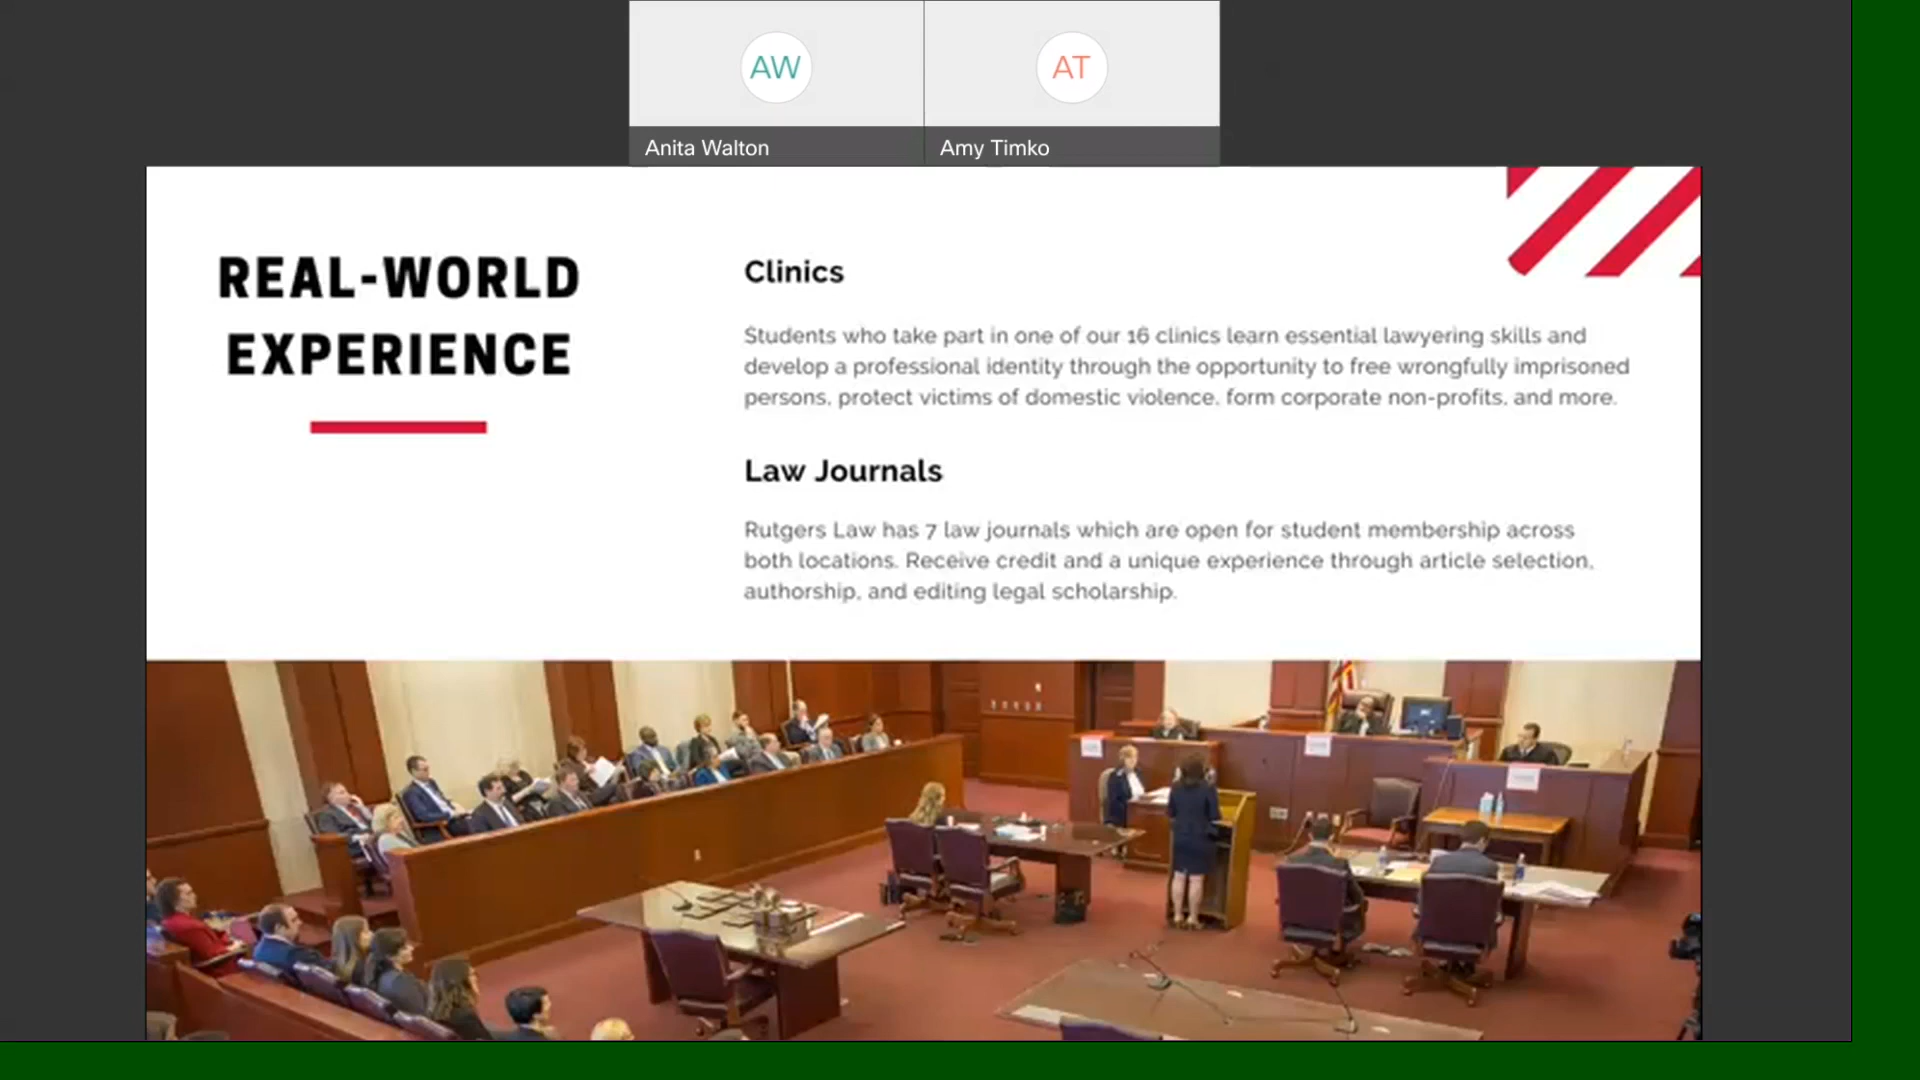 AW
AT
Anita Walton
Amy Timko
REAL-WORLD
EXPERIENCE
Clinics
Students who take part in one of our 16 clinics learn essential lawyering skills and
develop a professional identity through the opportunity to free wrongfully imprisoned
persons, protect victims of domestic violence, form corporate non-profits, and more.
Law Journals
Rutgers Law has 7 law journals which are open for student membership across
both locations. Receive credit and a unique experience through article selection,
authorship, and editing legal scholarship.